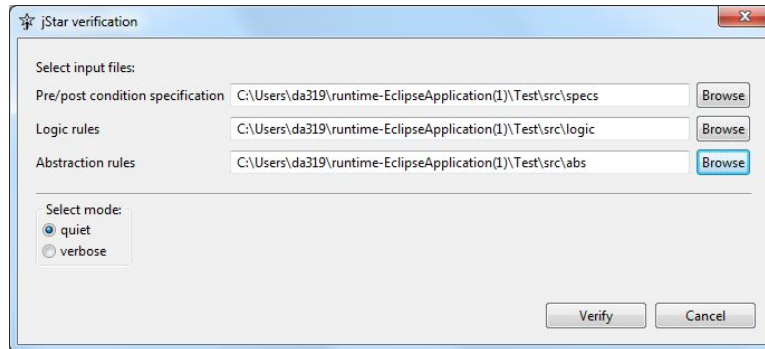 jStar verification
Select input files:
Pre/post condition specification C:\Users\da319\runtime-EclipseApplication(1)\Test\src\specs Browse
Logic rules C:\Users\da319\runtime-EclipseApplication(1)\Test\src\logic Browse
Abstraction rules C:\Users\da319\runtime-EclipseApplication(1)\Test\src\abs Browse
Select mode:
quiet
verbose
Verify Cancel